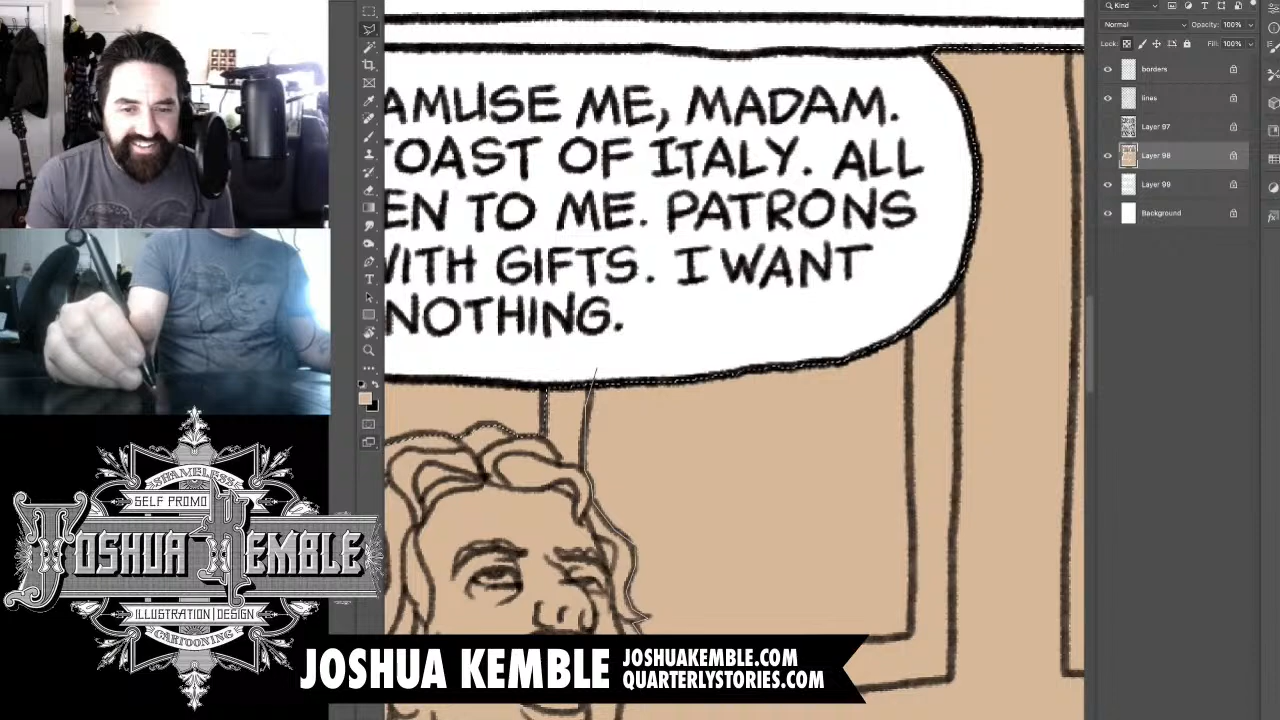 AMUSE ME, MADAM.
TOAST OF ITALY. ALL
EN TO ME. PATRONS
WITH GIFTS. I WANT
NOTHING.
Kind
Normal
Opacity: 100%
Lock:
Fill: 100%
borders
lines
Layer 97
Layer 98
Layer 99
Background
SHAMELESS
SELF PROMO
JOSHUA KEMBLE
ILLUSTRATION|DESIGN
CARTOONING
JOSHUA KEMBLE
JOSHUAKEMBLE.COM
QUARTERLYSTORIES.COM